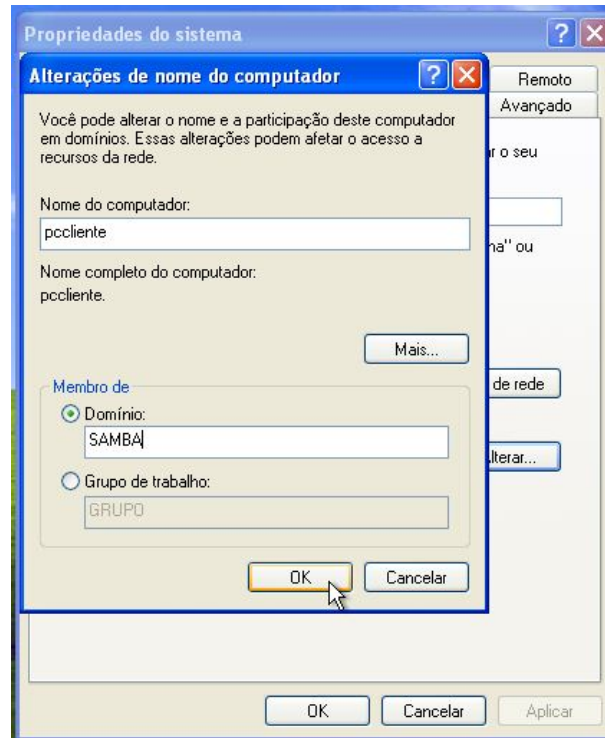 Propriedades do sistema
Alterações de nome do computador
Remoto
Avançado
Você pode alterar o nome e a participação deste computador
em domínios. Essas alterações podem afetar o acesso a
recursos da rede.
o seu
Nome do computador:
pccliente
ou
Nome completo do computador:
pccliente.
Mais...
Membro de
de rede
Domínio:
SAMBA
Grupo de trabalho:
GRUPO
OK
Cancelar
OK
Cancelar
Aplicar